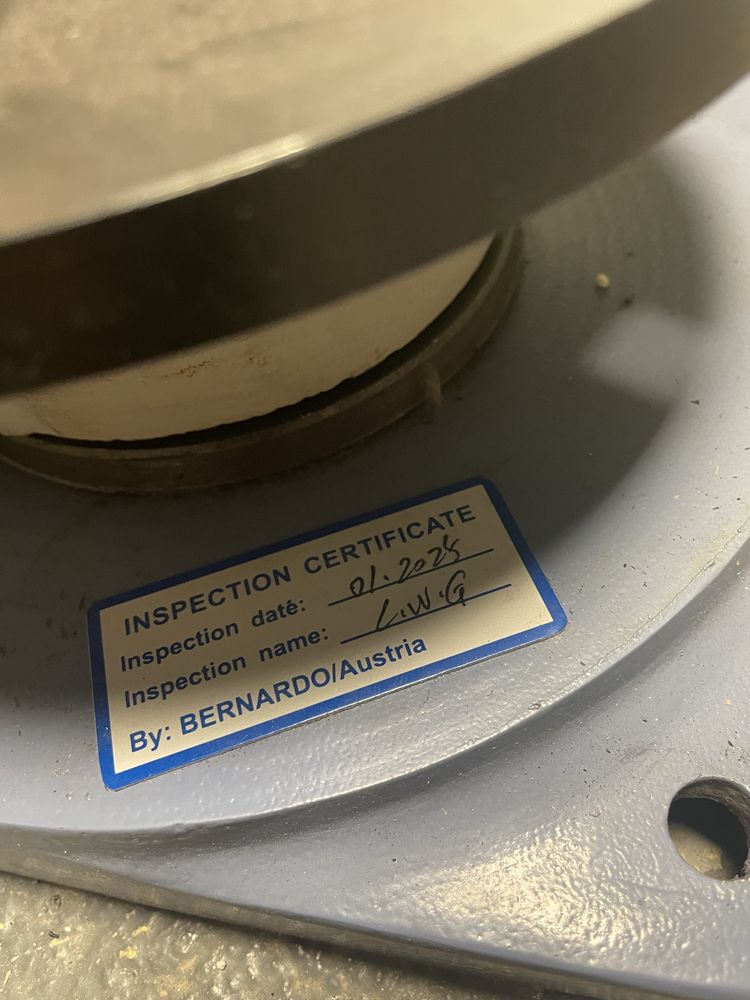 INSPECTION CERTIFICATE
Inspection date: 01.2025
Inspection name: L.W.G
By: BERNARDO/Austria